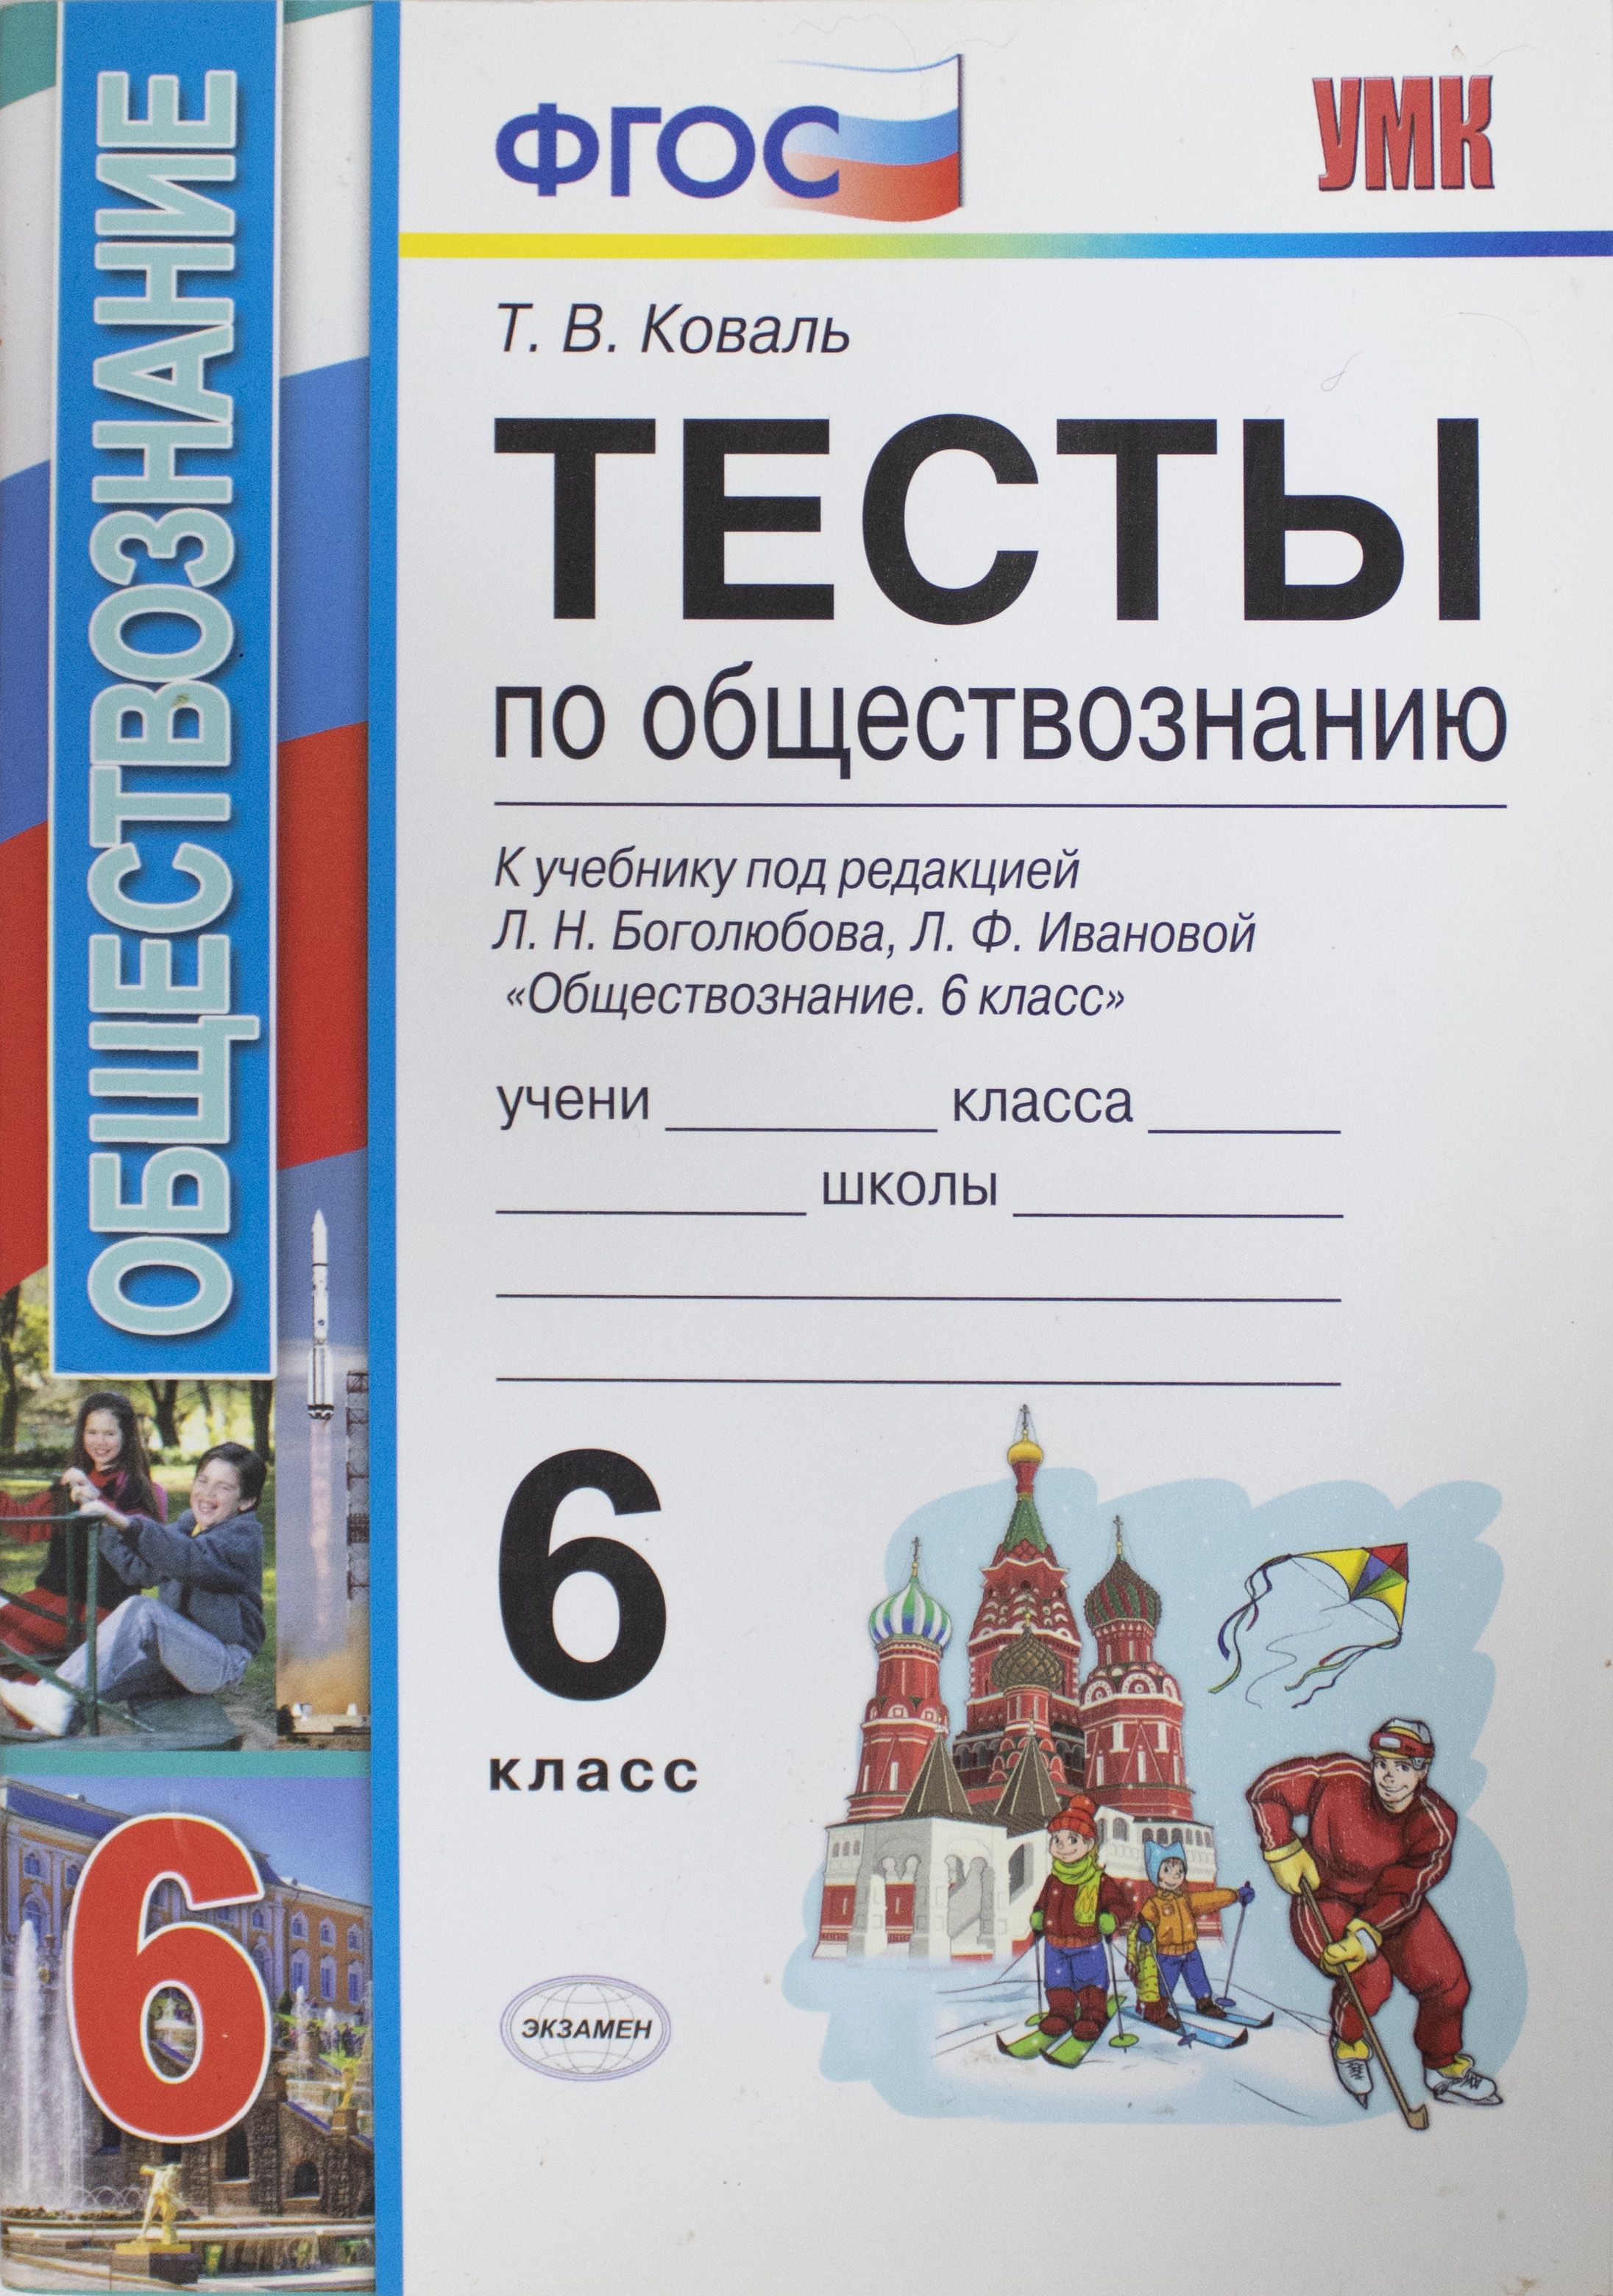 ОБЩЕСТВОЗНАНИЕ
6
ФГОС
УМК
Т. В. Коваль
ТЕСТЫ
по обществознанию
К учебнику под редакцией
Л. Н. Боголюбова, Л. Ф. Ивановой
«Обществознание. 6 класс»
учени ________ класса ______
_________ школы __________
6
класс
ЭКЗАМЕН